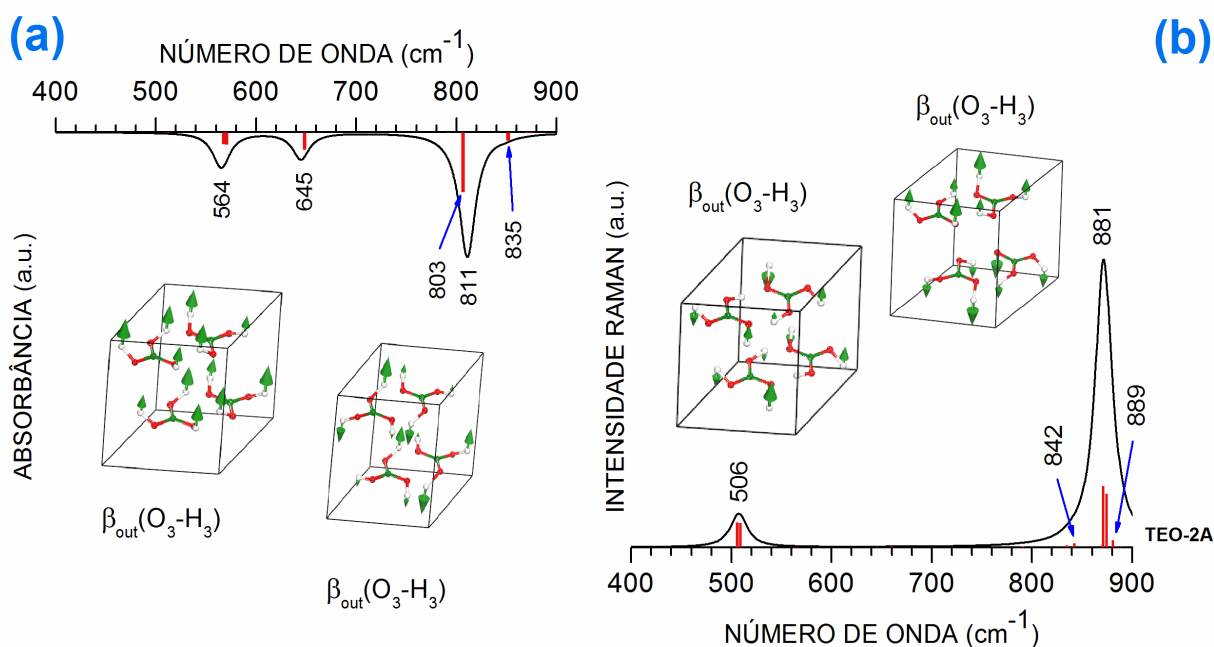 (a)
NÚMERO DE ONDA (cm⁻¹)
400 500 600 700 800 900
564
645
803
811
835
ABSORBÂNCIA (a.u.)
βout(O₃-H₃)
βout(O₃-H₃)
(b)
βout(O₃-H₃)
βout(O₃-H₃)
881
842
889
506
INTENSIDADE RAMAN (a.u.)
TEO-2A
400 500 600 700 800 900
NÚMERO DE ONDA (cm⁻¹)